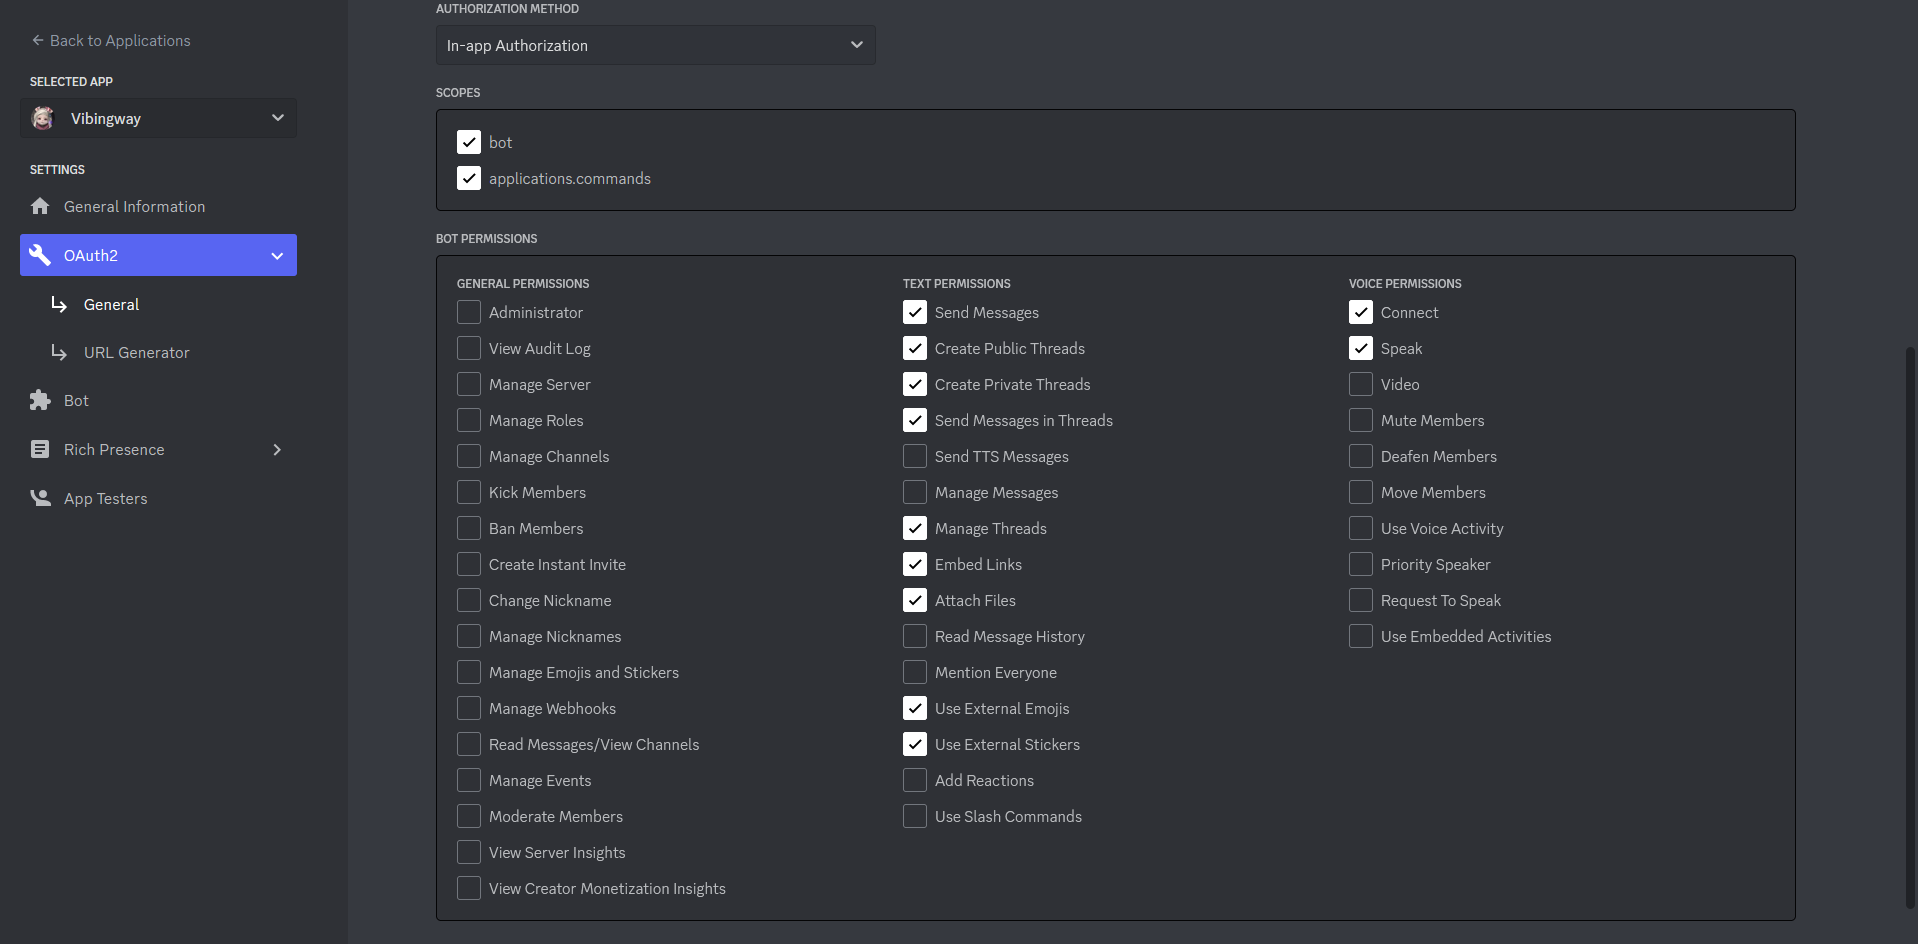 Back to Applications
SELECTED APP
Vibingway
SETTINGS
General Information
OAuth2
General
URL Generator
Bot
Rich Presence
App Testers
AUTHORIZATION METHOD
In-app Authorization
SCOPES
bot
applications.commands
BOT PERMISSIONS
GENERAL PERMISSIONS
Administrator
View Audit Log
Manage Server
Manage Roles
Manage Channels
Kick Members
Ban Members
Create Instant Invite
Change Nickname
Manage Nicknames
Manage Emojis and Stickers
Manage Webhooks
Read Messages/View Channels
Manage Events
Moderate Members
View Server Insights
View Creator Monetization Insights
TEXT PERMISSIONS
Send Messages
Create Public Threads
Create Private Threads
Send Messages in Threads
Send TTS Messages
Manage Messages
Manage Threads
Embed Links
Attach Files
Read Message History
Mention Everyone
Use External Emojis
Use External Stickers
Add Reactions
Use Slash Commands
VOICE PERMISSIONS
Connect
Speak
Video
Mute Members
Deafen Members
Move Members
Use Voice Activity
Priority Speaker
Request To Speak
Use Embedded Activities